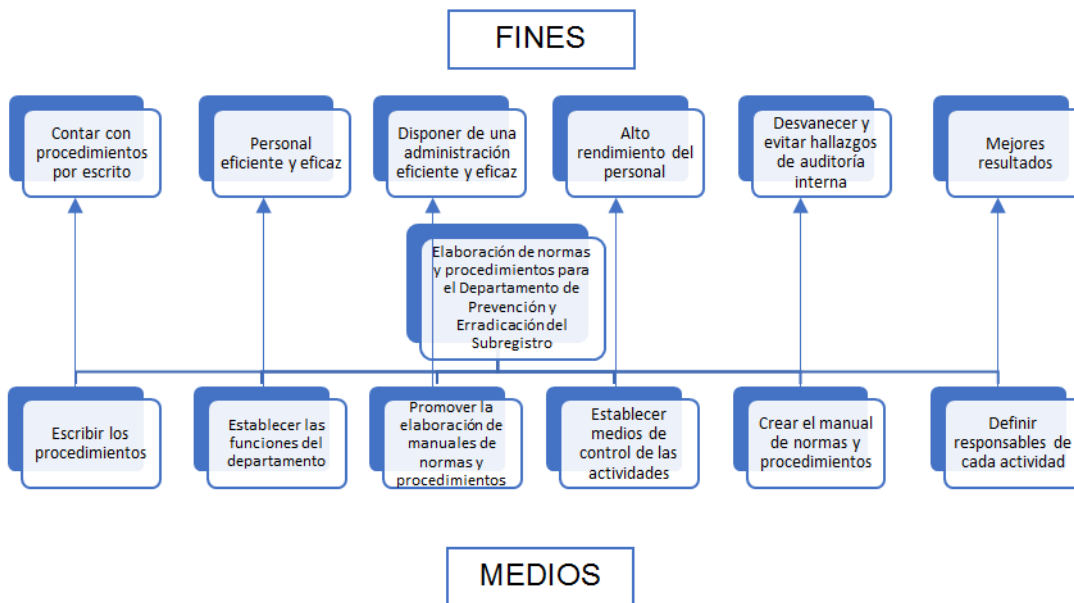 FINES
Contar con
procedimientos
por escrito
Personal
eficiente y eficaz
Disponer de una
administración
eficiente y eficaz
Alto
rendimiento del
personal
Desvanecer y
evitar hallazgos
de auditoría
interna
Mejores
resultados
Elaboración de normas
y procedimientos para
el Departamento de
Prevención y
Erradicación del
Subregistro
Escribir los
procedimientos
Establecer las
funciones del
departamento
Promover la
elaboración de
manuales de
normas y
procedimientos
Establecer
medios de
control de las
actividades
Crear el manual
de normas y
procedimientos
Definir
responsables de
cada actividad
MEDIOS